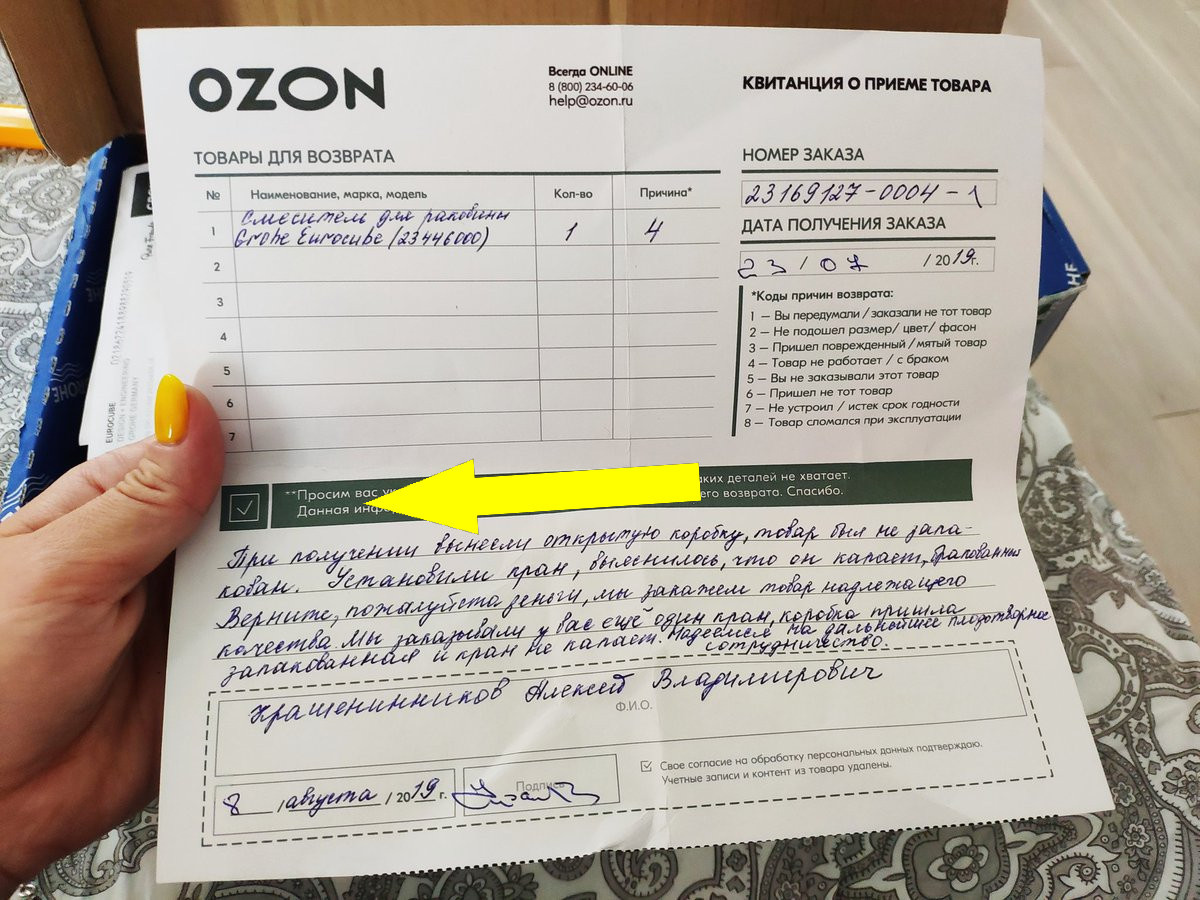 OZON
Всегда ONLINE
8 (800) 234-60-06
help@ozon.ru
КВИТАНЦИЯ О ПРИЕМЕ ТОВАРА
ТОВАРЫ ДЛЯ ВОЗВРАТА
№ Наименование, марка, модель Кол-во Причина*
1 Смеситель для раковины
Grohe Eurocube (23446000) 1 4
2
3
4
5
6
7
НОМЕР ЗАКАЗА
23169127-0004-1
ДАТА ПОЛУЧЕНИЯ ЗАКАЗА
23 / 07 / 2019г.
*Коды причин возврата:
1 — Вы передумали / заказали не тот товар
2 — Не подошел размер/ цвет/ фасон
3 — Пришел поврежденный /мятый товар
4 — Товар не работает / с браком
5 — Вы не заказывали этот товар
6 — Пришел не тот товар
7 — Не устроил / истек срок годности
8 — Товар сломался при эксплуатации
**Просим вас деталей не хватает.
Данная возврата. Спасибо.
При получении вынесли открытую коробку, товар был не запа-
кован. Установили кран, выяснилось, что он капает, бракованный
Верните, пожалуйста деньги, мы закажем товар надлежащего
качества. Мы заказывали у вас ещё один кран, коробка пришла
запакованная и кран не капает. Надеемся на дальнейшее плодотворное
сотрудничество.
Крашенинников Алексей Владимирович
Ф.И.О.
8 / августа / 2019 г.
Подпись
Свое согласие на обработку персональных данных подтверждаю.
Учетные записи и контент из товара удалены.
EUROCUBE
DESIGN + ENGINEERING
GROHE GERMANY